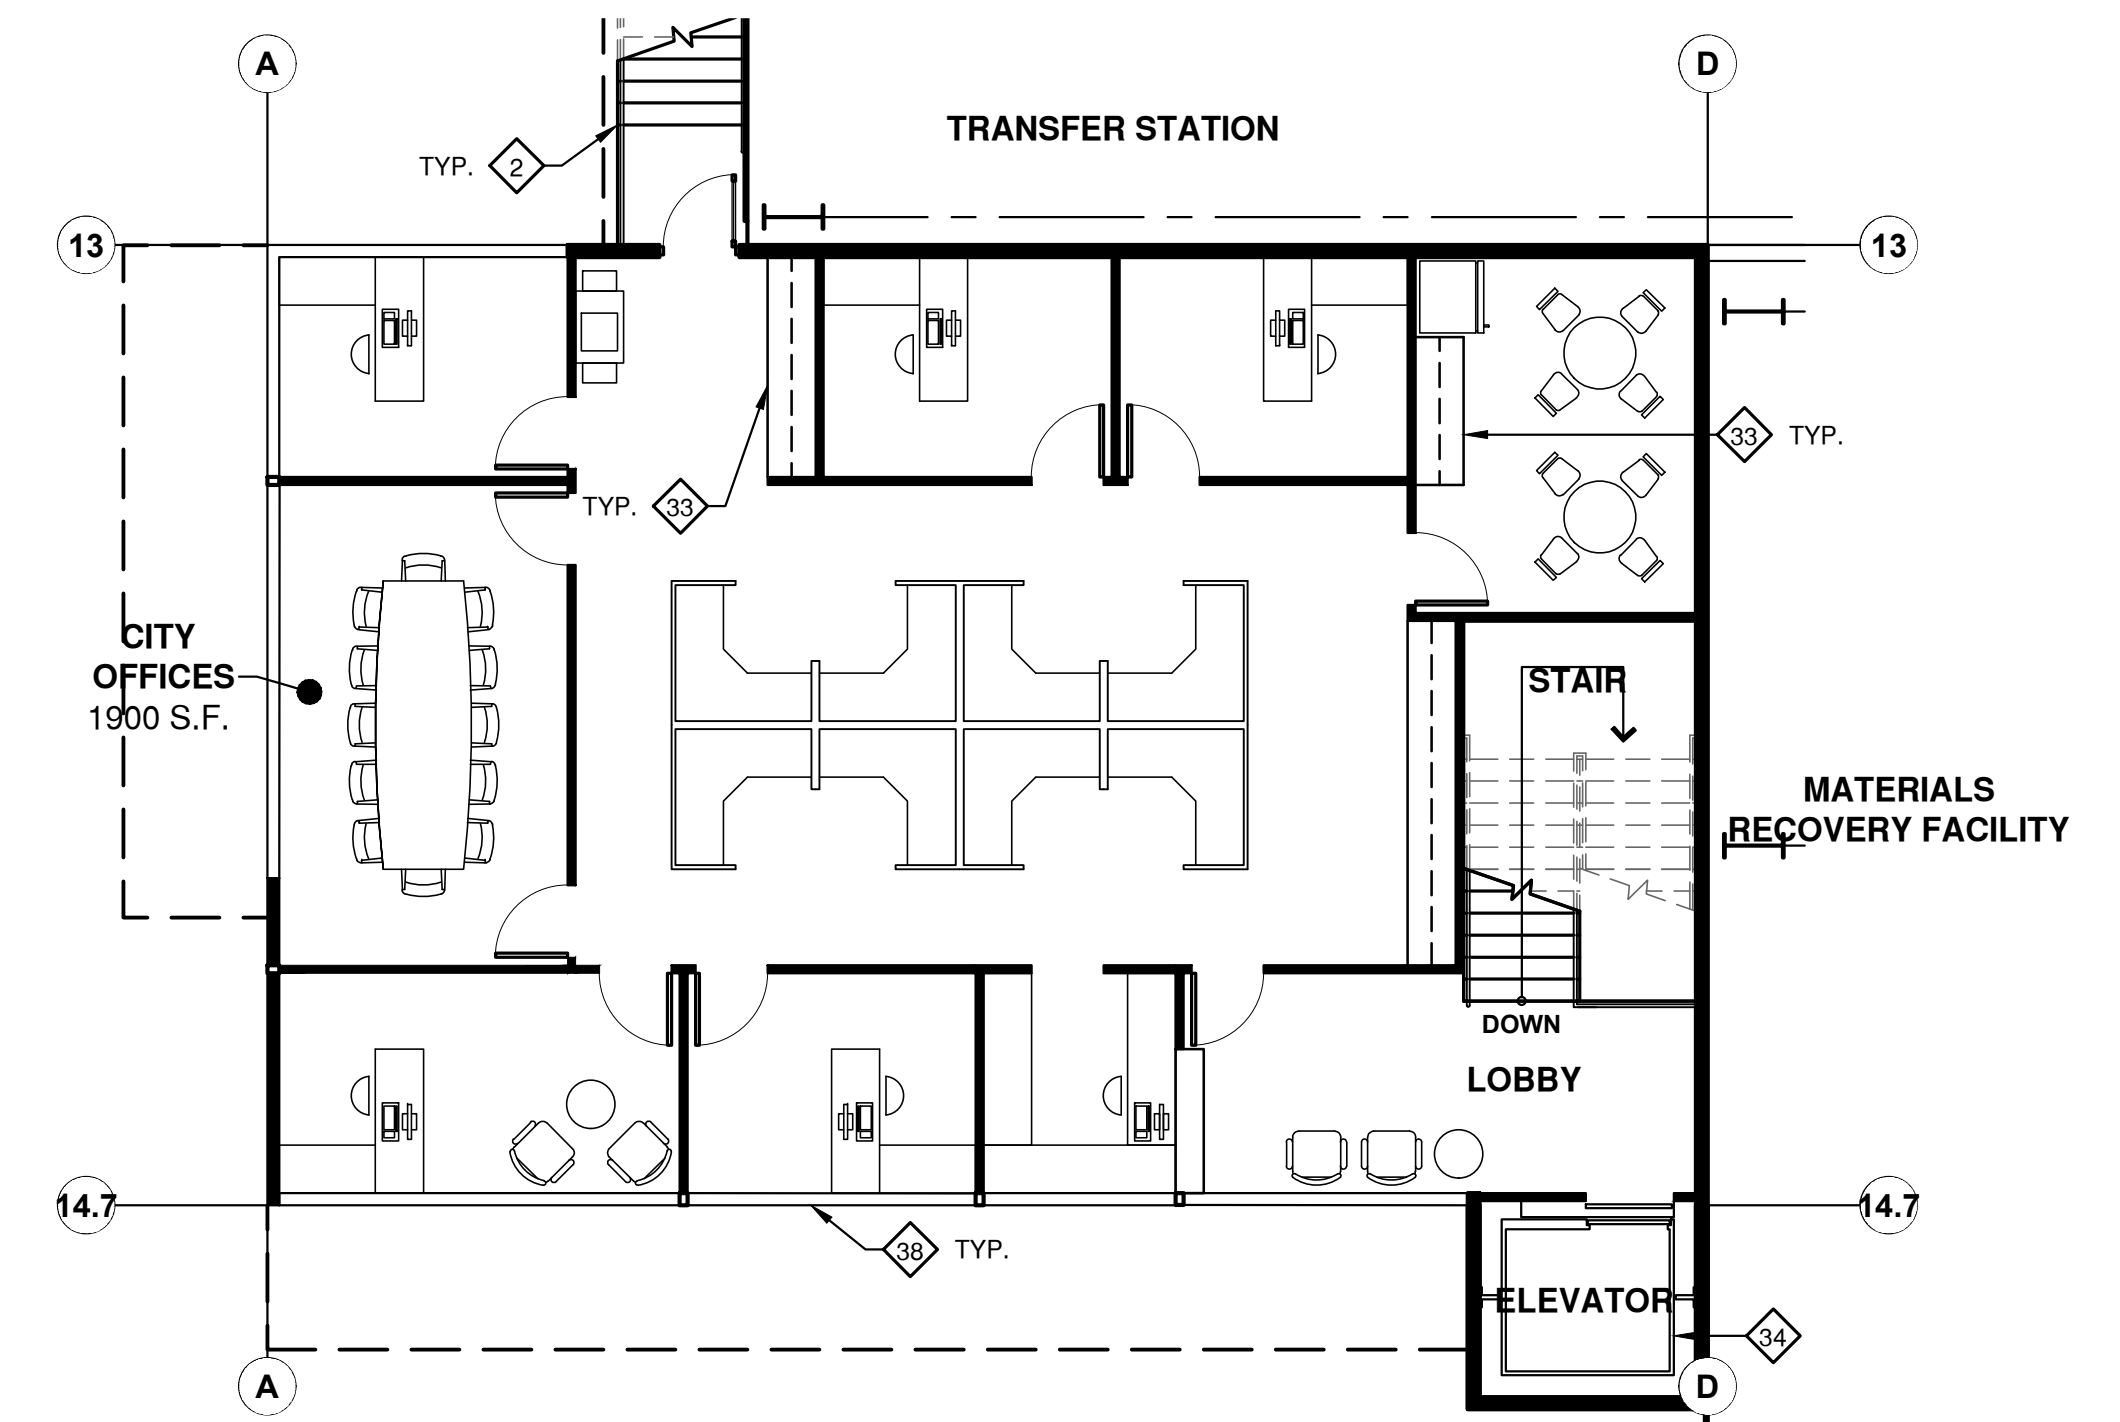 A
D
TRANSFER STATION
TYP. 2
13
13
33 TYP.
TYP. 33
CITY
OFFICES
1900 S.F.
STAIR
MATERIALS
RECOVERY FACILITY
DOWN
LOBBY
14.7
14.7
38 TYP.
ELEVATOR
34
A
D